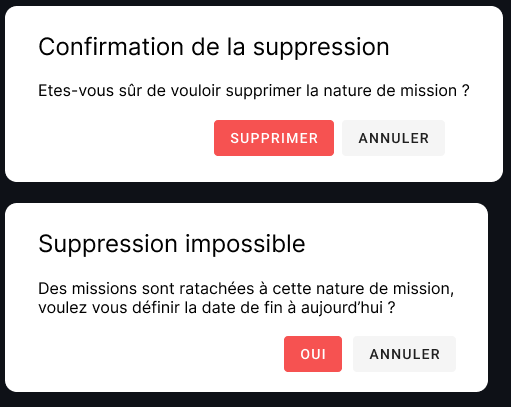 Confirmation de la suppression
Etes-vous sûr de vouloir supprimer la nature de mission ?
SUPPRIMER ANNULER
Suppression impossible
Des missions sont ratachées à cette nature de mission,
voulez vous définir la date de fin à aujourd’hui ?
OUI ANNULER